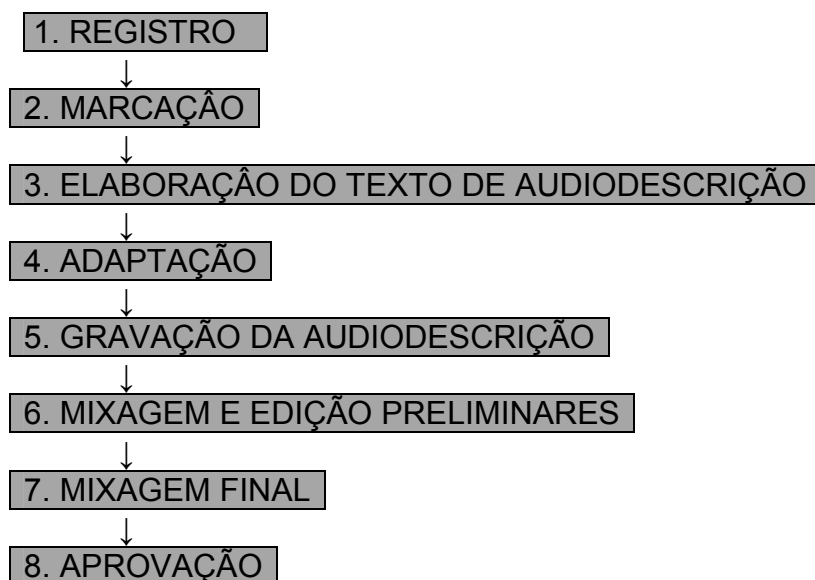 1. REGISTRO
↓
2. MARCAÇÂO
↓
3. ELABORAÇÂO DO TEXTO DE AUDIODESCRIÇÃO
↓
4. ADAPTAÇÃO
↓
5. GRAVAÇÃO DA AUDIODESCRIÇÃO
↓
6. MIXAGEM E EDIÇÃO PRELIMINARES
↓
7. MIXAGEM FINAL
↓
8. APROVAÇÃO